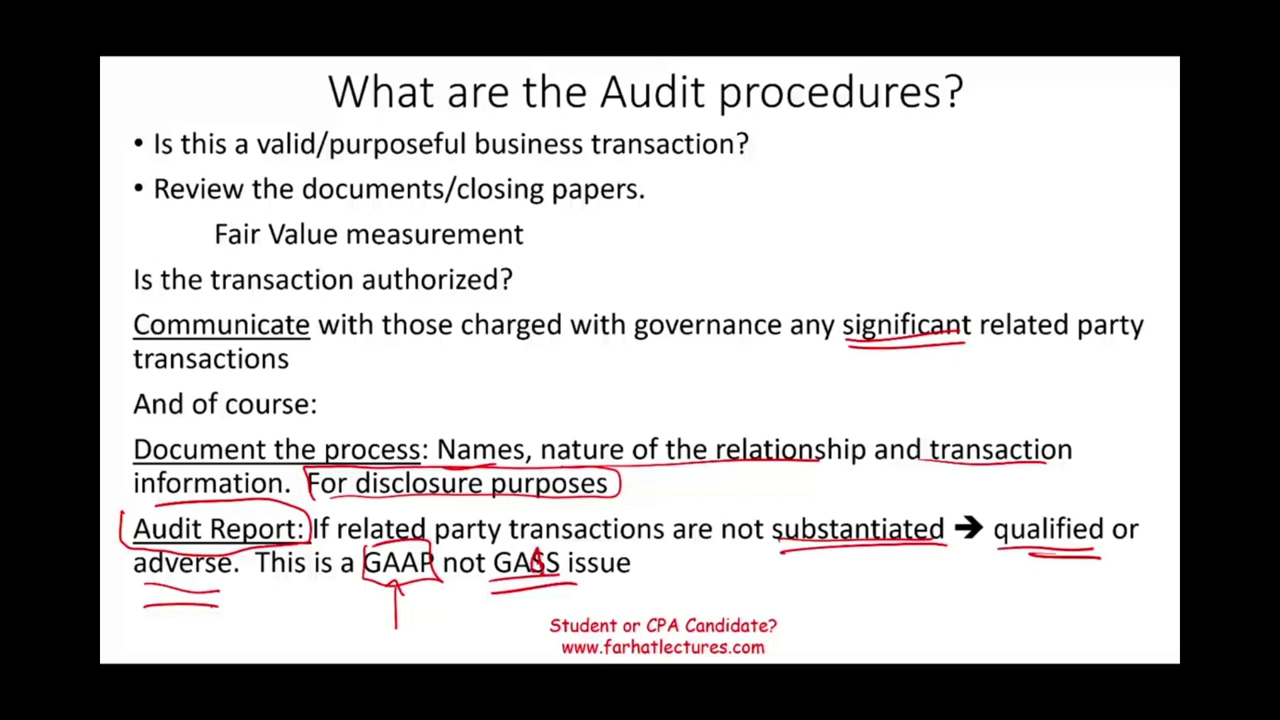 What are the Audit procedures?
• Is this a valid/purposeful business transaction?
• Review the documents/closing papers.
Fair Value measurement
Is the transaction authorized?
Communicate with those charged with governance any significant related party
transactions
And of course:
Document the process: Names, nature of the relationship and transaction
information. For disclosure purposes
Audit Report: If related party transactions are not substantiated → qualified or
adverse. This is a GAAP not GASS issue
Student or CPA Candidate?
www.farhatlectures.com